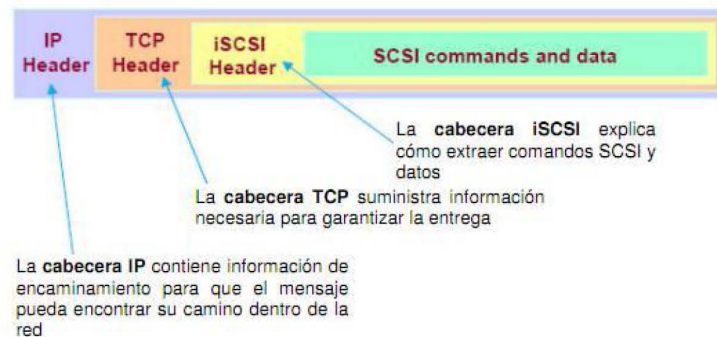 IP Header
TCP Header
iSCSI Header
SCSI commands and data
La cabecera iSCSI explica
cómo extraer comandos SCSI y
datos
La cabecera TCP suministra información
necesaria para garantizar la entrega
La cabecera IP contiene información de
encaminamiento para que el mensaje
pueda encontrar su camino dentro de la
red